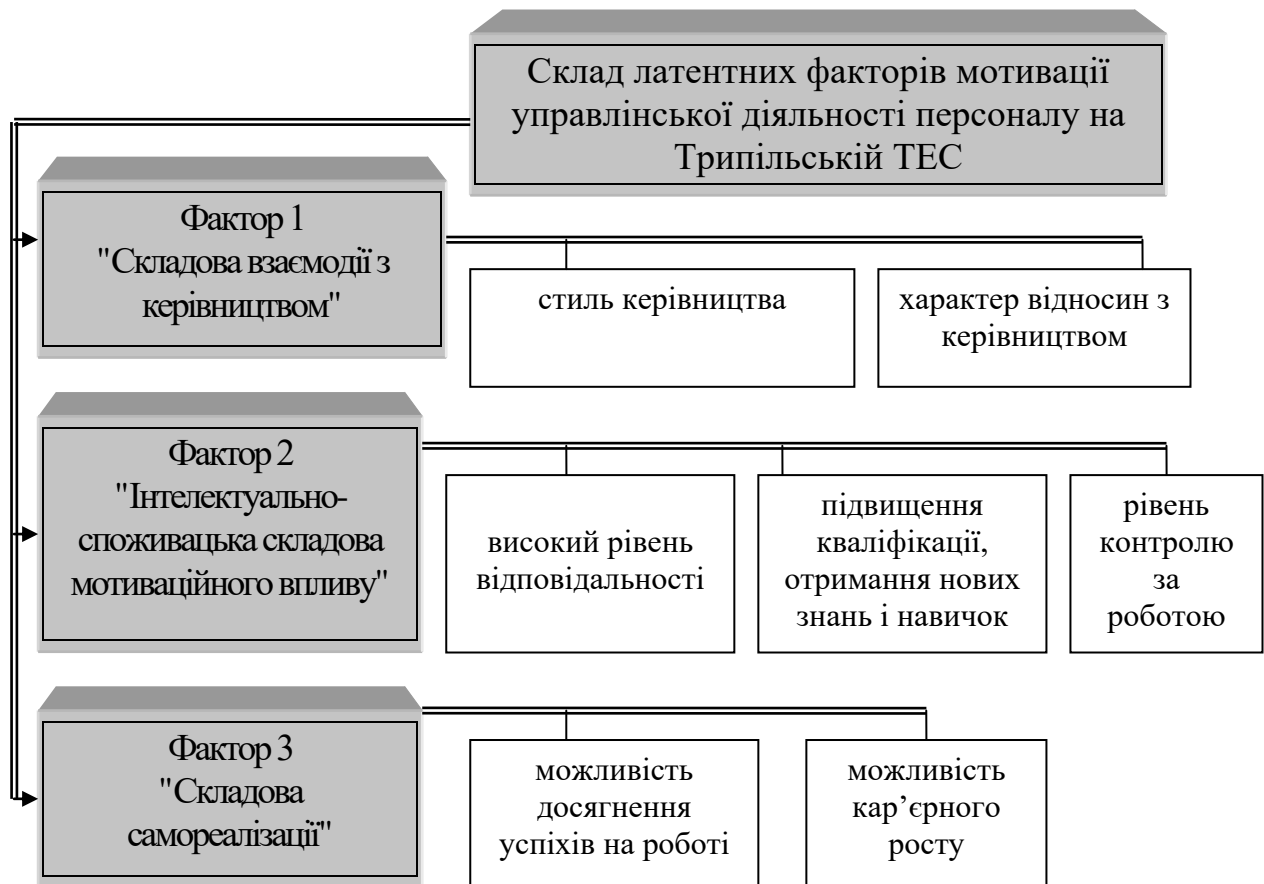 Склад латентних факторів мотивації
управлінської діяльності персоналу на
Трипільській ТЕС
Фактор 1
"Складова взаємодії з
керівництвом"
стиль керівництва
характер відносин з
керівництвом
Фактор 2
"Інтелектуально-
споживацька складова
мотиваційного впливу"
високий рівень
відповідальності
підвищення
кваліфікації,
отримання нових
знань і навичок
рівень
контролю
за
роботою
Фактор 3
"Складова
самореалізації"
можливість
досягнення
успіхів на роботі
можливість
кар’єрного
росту